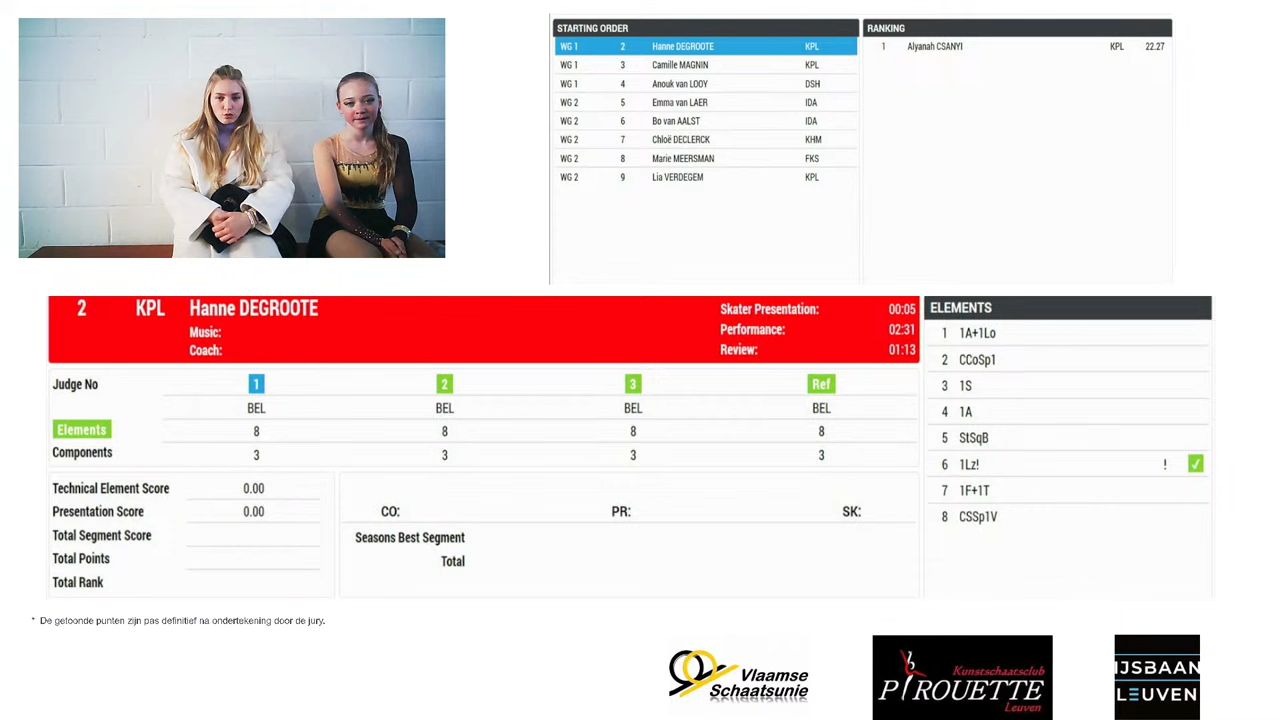 STARTING ORDER
WG 1 2 Hanne DEGROOTE KPL
WG 1 3 Camille MAGNIN KPL
WG 1 4 Anouk van LOOY DSH
WG 2 5 Emma van LAER IDA
WG 2 6 Bo van AALST IDA
WG 2 7 Chloë DECLERCK KHM
WG 2 8 Marie MEERSMAN FKS
WG 2 9 Lia VERDEGEM KPL
RANKING
1 Alyanah CSANYI KPL 22.27
2 KPL Hanne DEGROOTE
Music:
Coach:
Skater Presentation: 00:05
Performance: 02:31
Review: 01:13
Judge No 1 2 3 Ref
BEL BEL BEL BEL
Elements 8 8 8 8
Components 3 3 3 3
Technical Element Score 0.00
Presentation Score 0.00
Total Segment Score
Total Points
Total Rank
CO: PR: SK:
Seasons Best Segment
Total
ELEMENTS
1 1A+1Lo
2 CCoSp1
3 1S
4 1A
5 StSqB
6 1Lz! !
7 1F+1T
8 CSSp1V
* De getoonde punten zijn pas definitief na ondertekening door de jury.
Vlaamse
Schaatsunie
Kunstschaatsclub
PIROUETTE
Leuven
IJSBAAN
LEUVEN